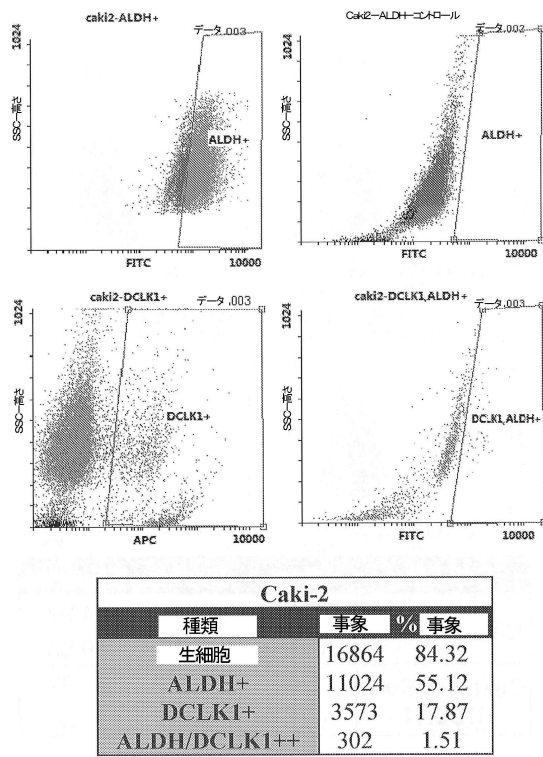 caki2-ALDH+
データ.003
1024
SSC-高さ
ALDH+
FITC
10000
Caki2-ALDH-コントロール
データ.002
1024
SSC-高さ
ALDH+
FITC
10000
caki2-DCLK1+
データ.003
1024
SSC-高さ
DCLK1+
APC
10000
caki2-DCLK1,ALDH+
データ.003
1024
SSC-高さ
DCLK1,ALDH+
FITC
10000
Caki-2
種類 事象 % 事象
生細胞 16864 84.32
ALDH+ 11024 55.12
DCLK1+ 3573 17.87
ALDH/DCLK1++ 302 1.51